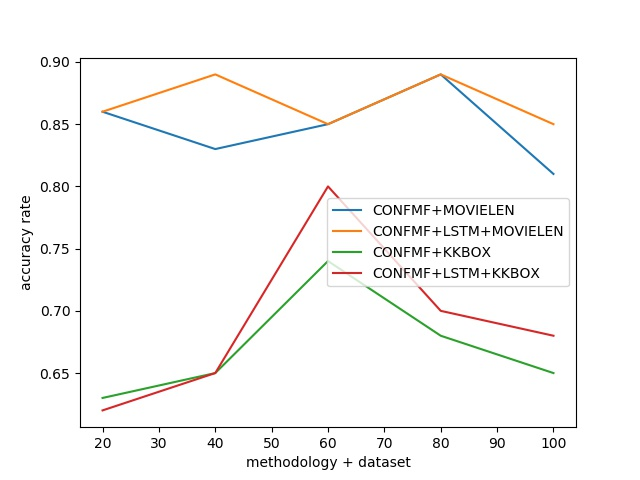 0.90
0.85
0.80
0.75
0.70
0.65
accuracy rate
CONFMF+MOVIELEN
CONFMF+LSTM+MOVIELEN
CONFMF+KKBOX
CONFMF+LSTM+KKBOX
20 30 40 50 60 70 80 90 100
methodology + dataset